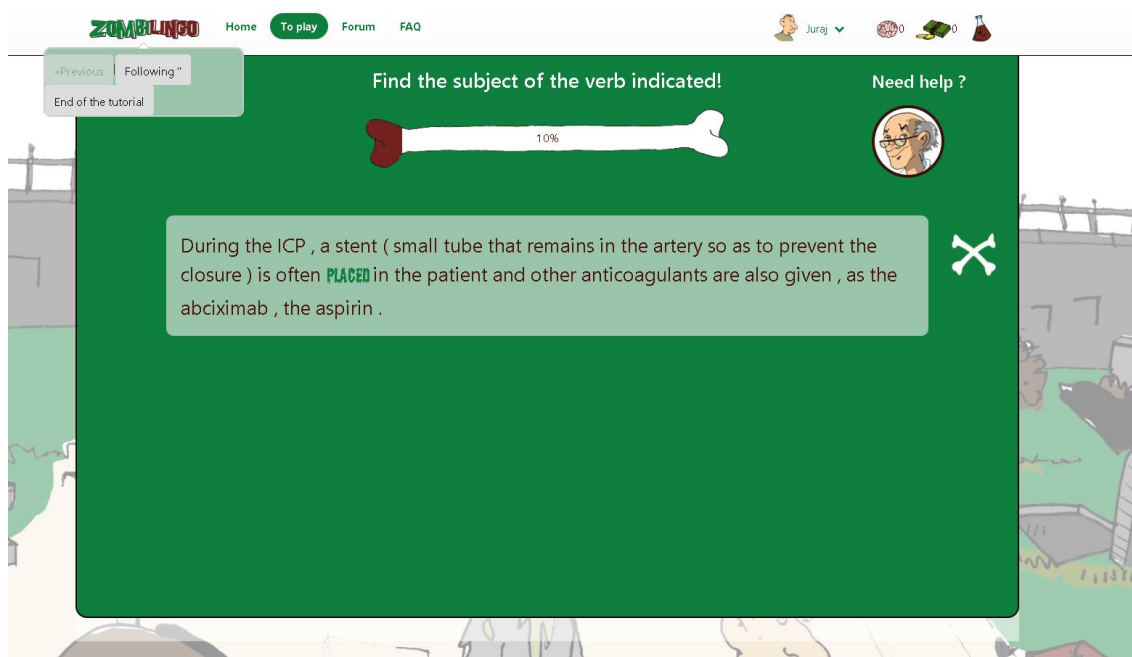 ZOMBILINGO Home To play Forum FAQ Juraj 0 0
«Previous Following "
End of the tutorial
Find the subject of the verb indicated! Need help ?
10%
During the ICP , a stent ( small tube that remains in the artery so as to prevent the
closure ) is often PLACED in the patient and other anticoagulants are also given , as the
abciximab , the aspirin .